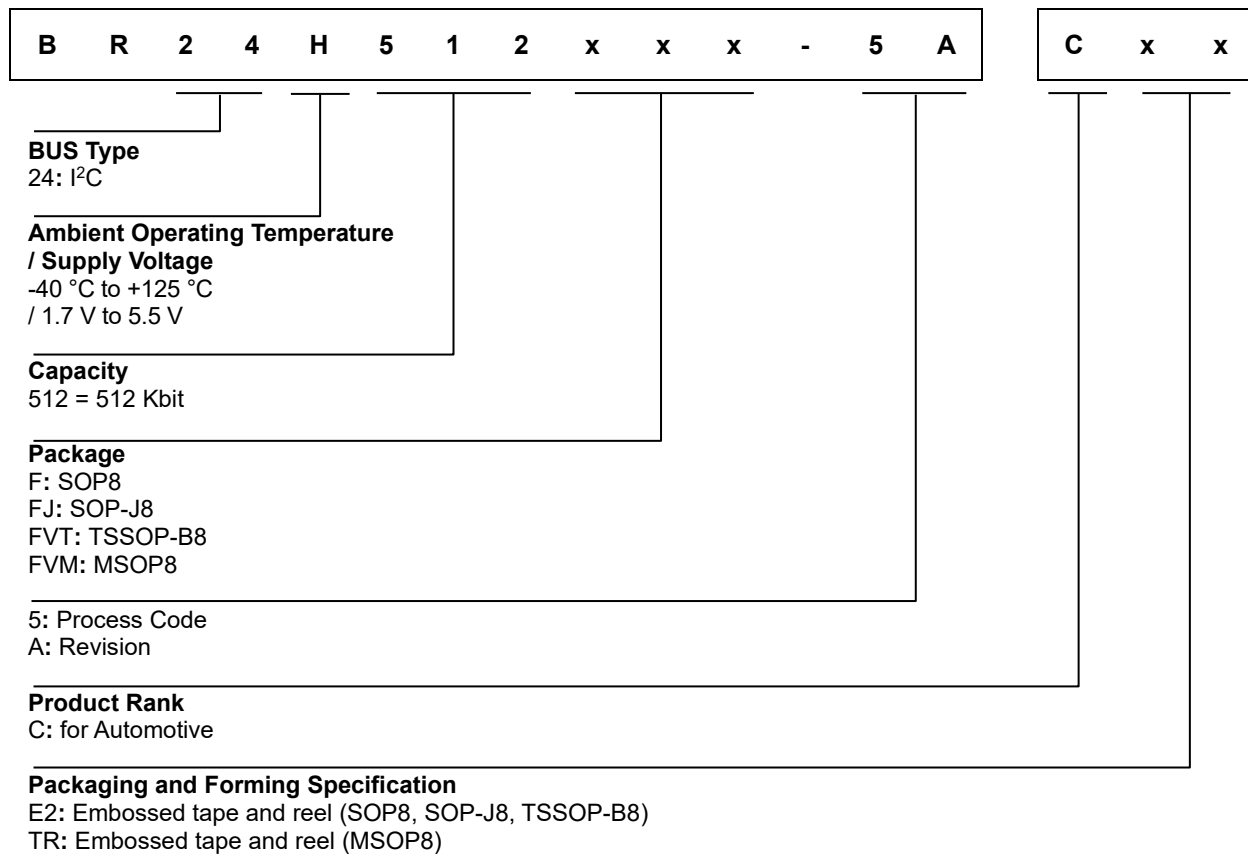 B R 2 4 H 5 1 2 x x x - 5 A C x x
BUS Type
24: I²C
Ambient Operating Temperature
/ Supply Voltage
-40 °C to +125 °C
/ 1.7 V to 5.5 V
Capacity
512 = 512 Kbit
Package
F: SOP8
FJ: SOP-J8
FVT: TSSOP-B8
FVM: MSOP8
5: Process Code
A: Revision
Product Rank
C: for Automotive
Packaging and Forming Specification
E2: Embossed tape and reel (SOP8, SOP-J8, TSSOP-B8)
TR: Embossed tape and reel (MSOP8)